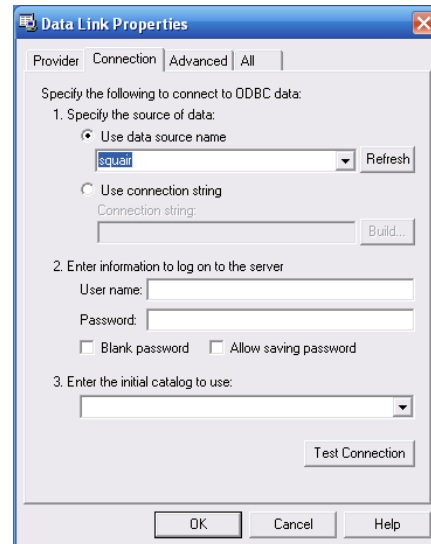 Data Link Properties
Provider Connection Advanced All
Specify the following to connect to ODBC data:
1. Specify the source of data:
Use data source name
squair Refresh
Use connection string
Connection string:
Build...
2. Enter information to log on to the server
User name:
Password:
Blank password Allow saving password
3. Enter the initial catalog to use:
Test Connection
OK Cancel Help